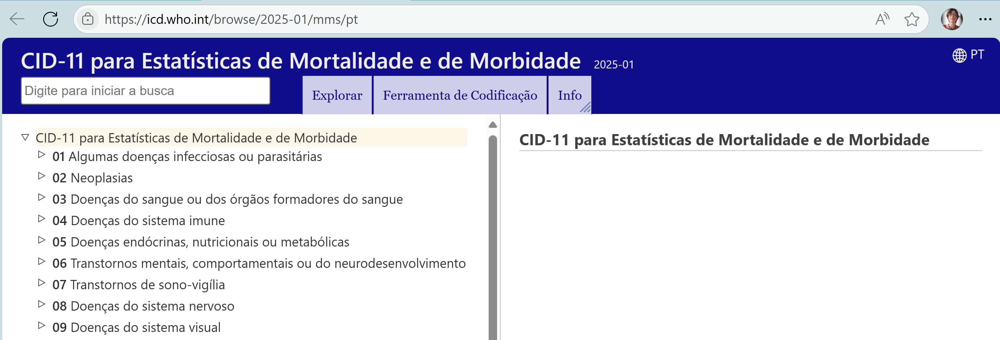 https://icd.who.int/browse/2025-01/mms/pt
CID-11 para Estatísticas de Mortalidade e de Morbidade 2025-01
PT
Digite para iniciar a busca
Explorar
Ferramenta de Codificação
Info
CID-11 para Estatísticas de Mortalidade e de Morbidade
01 Algumas doenças infecciosas ou parasitárias
02 Neoplasias
03 Doenças do sangue ou dos órgãos formadores do sangue
04 Doenças do sistema imune
05 Doenças endócrinas, nutricionais ou metabólicas
06 Transtornos mentais, comportamentais ou do neurodesenvolvimento
07 Transtornos de sono-vigília
08 Doenças do sistema nervoso
09 Doenças do sistema visual
CID-11 para Estatísticas de Mortalidade e de Morbidade